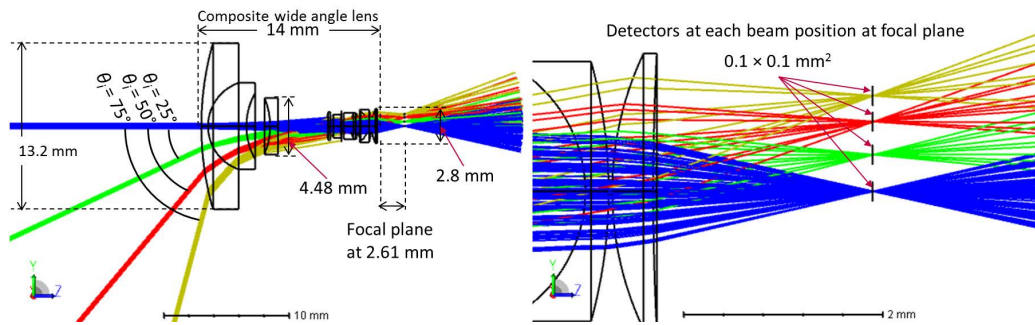 Composite wide angle lens
14 mm
θi= 25°
θi= 50°
θi= 75°
13.2 mm
4.48 mm
2.8 mm
Focal plane
at 2.61 mm
Y
Z
10 mm
Detectors at each beam position at focal plane
0.1 × 0.1 mm²
Y
Z
2 mm